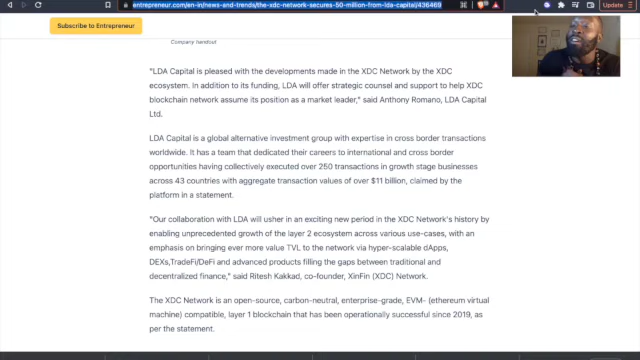 entrepreneur.com/en-in/news-and-trends/the-xdc-network-secures-50-million-from-lda-capital/436469
Update
Subscribe to Entrepreneur
Company handout
"LDA Capital is pleased with the developments made in the XDC Network by the XDC
ecosystem. In addition to its funding, LDA will offer strategic counsel and support to help XDC
blockchain network assume its position as a market leader," said Anthony Romano, LDA Capital
Ltd.
LDA Capital is a global alternative investment group with expertise in cross border transactions
worldwide. It has a team that dedicated their careers to international and cross border
opportunities having collectively executed over 250 transactions in growth stage businesses
across 43 countries with aggregate transaction values of over $11 billion, claimed by the
platform in a statement.
"Our collaboration with LDA will usher in an exciting new period in the XDC Network's history by
enabling unprecedented growth of the layer 2 ecosystem across various use-cases, with an
emphasis on bringing ever more value TVL to the network via hyper-scalable dApps,
DEXs,TradeFi/DeFi and advanced products filling the gaps between traditional and
decentralized finance," said Ritesh Kakkad, co-founder, XinFin (XDC) Network.
The XDC Network is an open-source, carbon-neutral, enterprise-grade, EVM- (ethereum virtual
machine) compatible, layer 1 blockchain that has been operationally successful since 2019, as
per the statement.